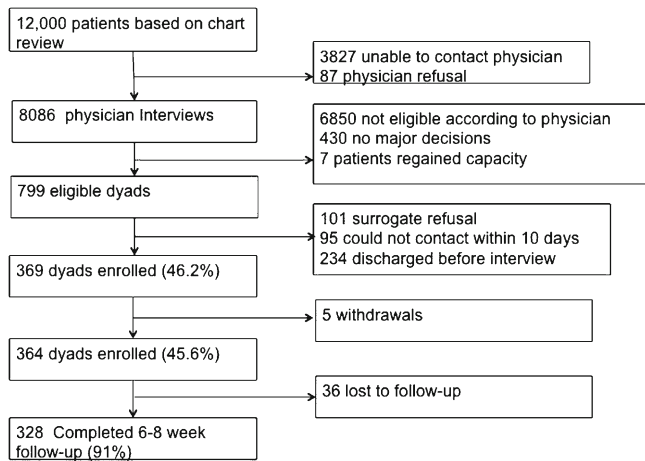 12,000 patients based on chart
review
3827 unable to contact physician
87 physician refusal
8086 physician Interviews
6850 not eligible according to physician
430 no major decisions
7 patients regained capacity
799 eligible dyads
101 surrogate refusal
95 could not contact within 10 days
234 discharged before interview
369 dyads enrolled (46.2%)
5 withdrawals
364 dyads enrolled (45.6%)
36 lost to follow-up
328 Completed 6-8 week
follow-up (91%)